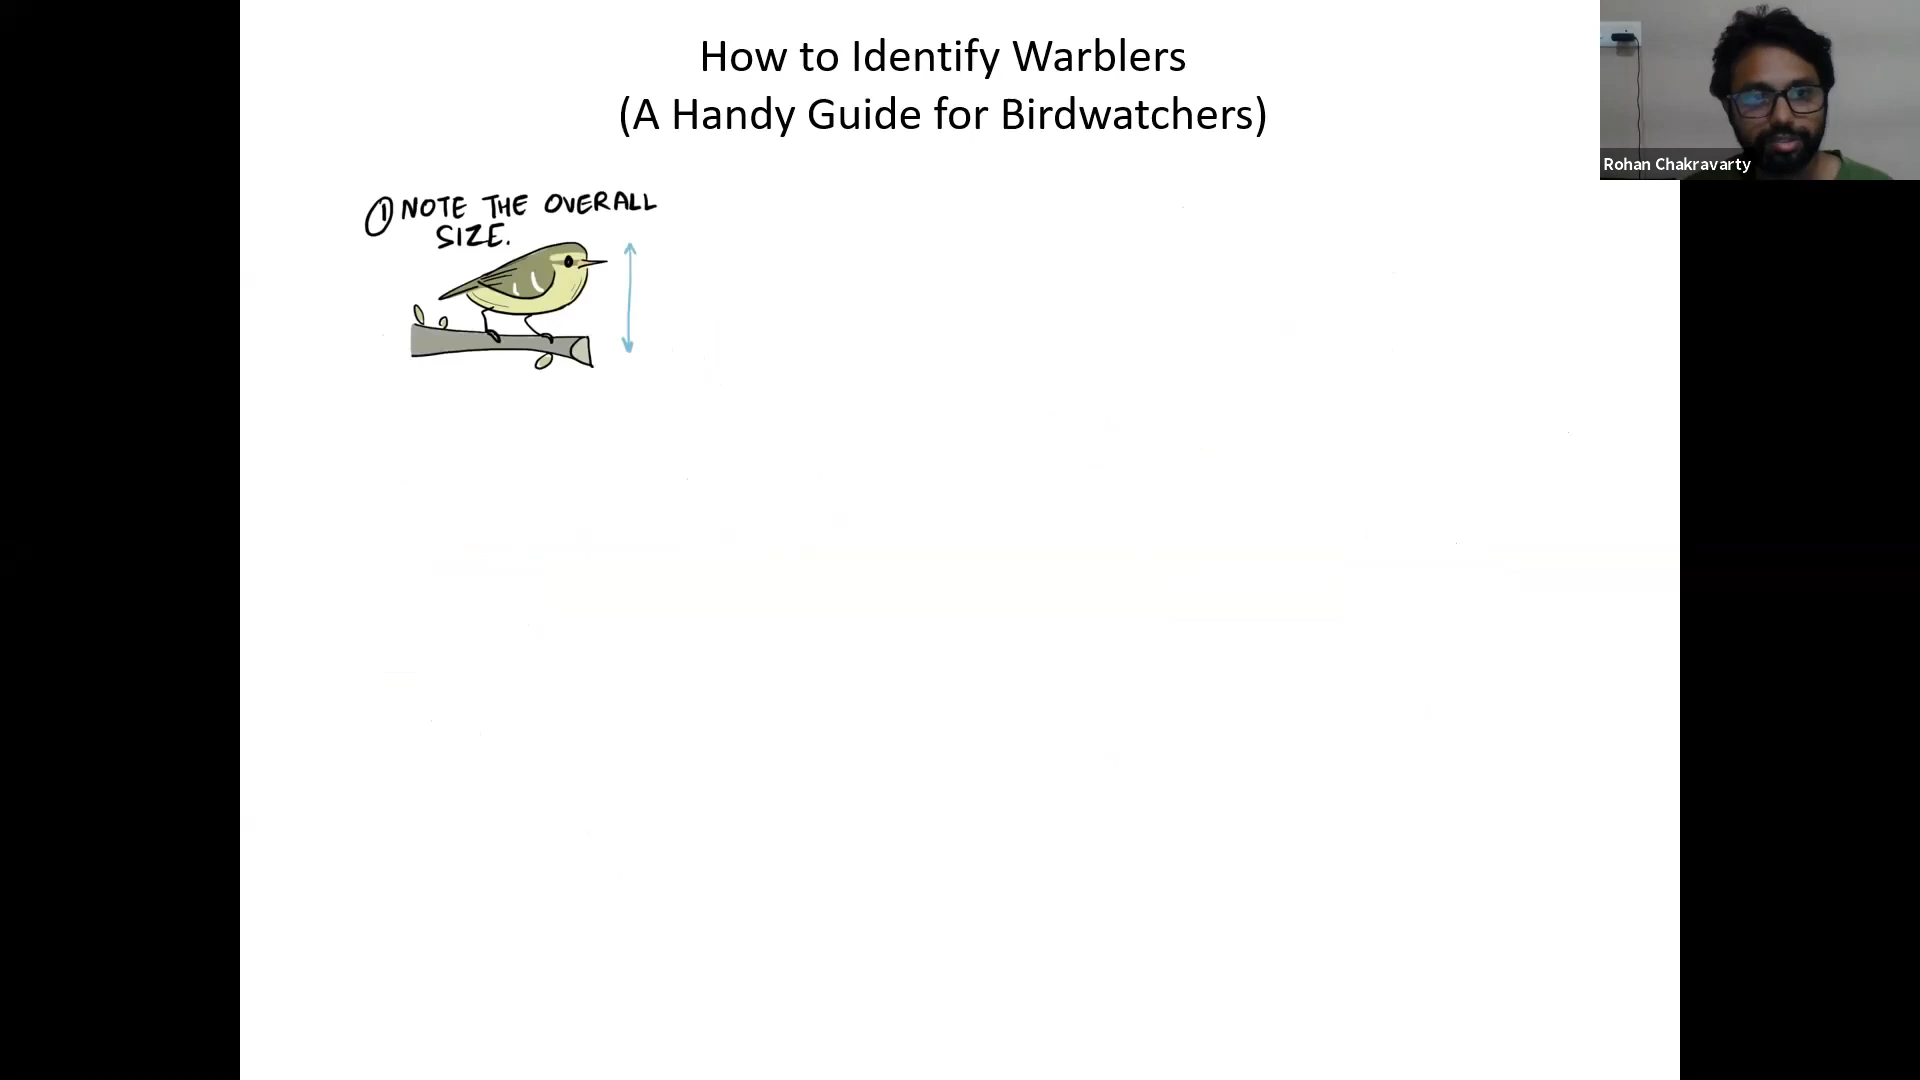 How to Identify Warblers
(A Handy Guide for Birdwatchers)
Rohan Chakravarty
① NOTE THE OVERALL
SIZE.